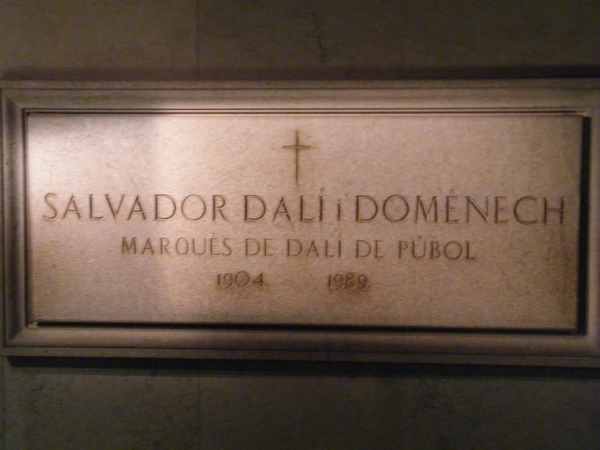 SALVADOR DALÍ i DOMÈNECH
MARQUÈS DE DALÍ DE PÚBOL
1904 1989